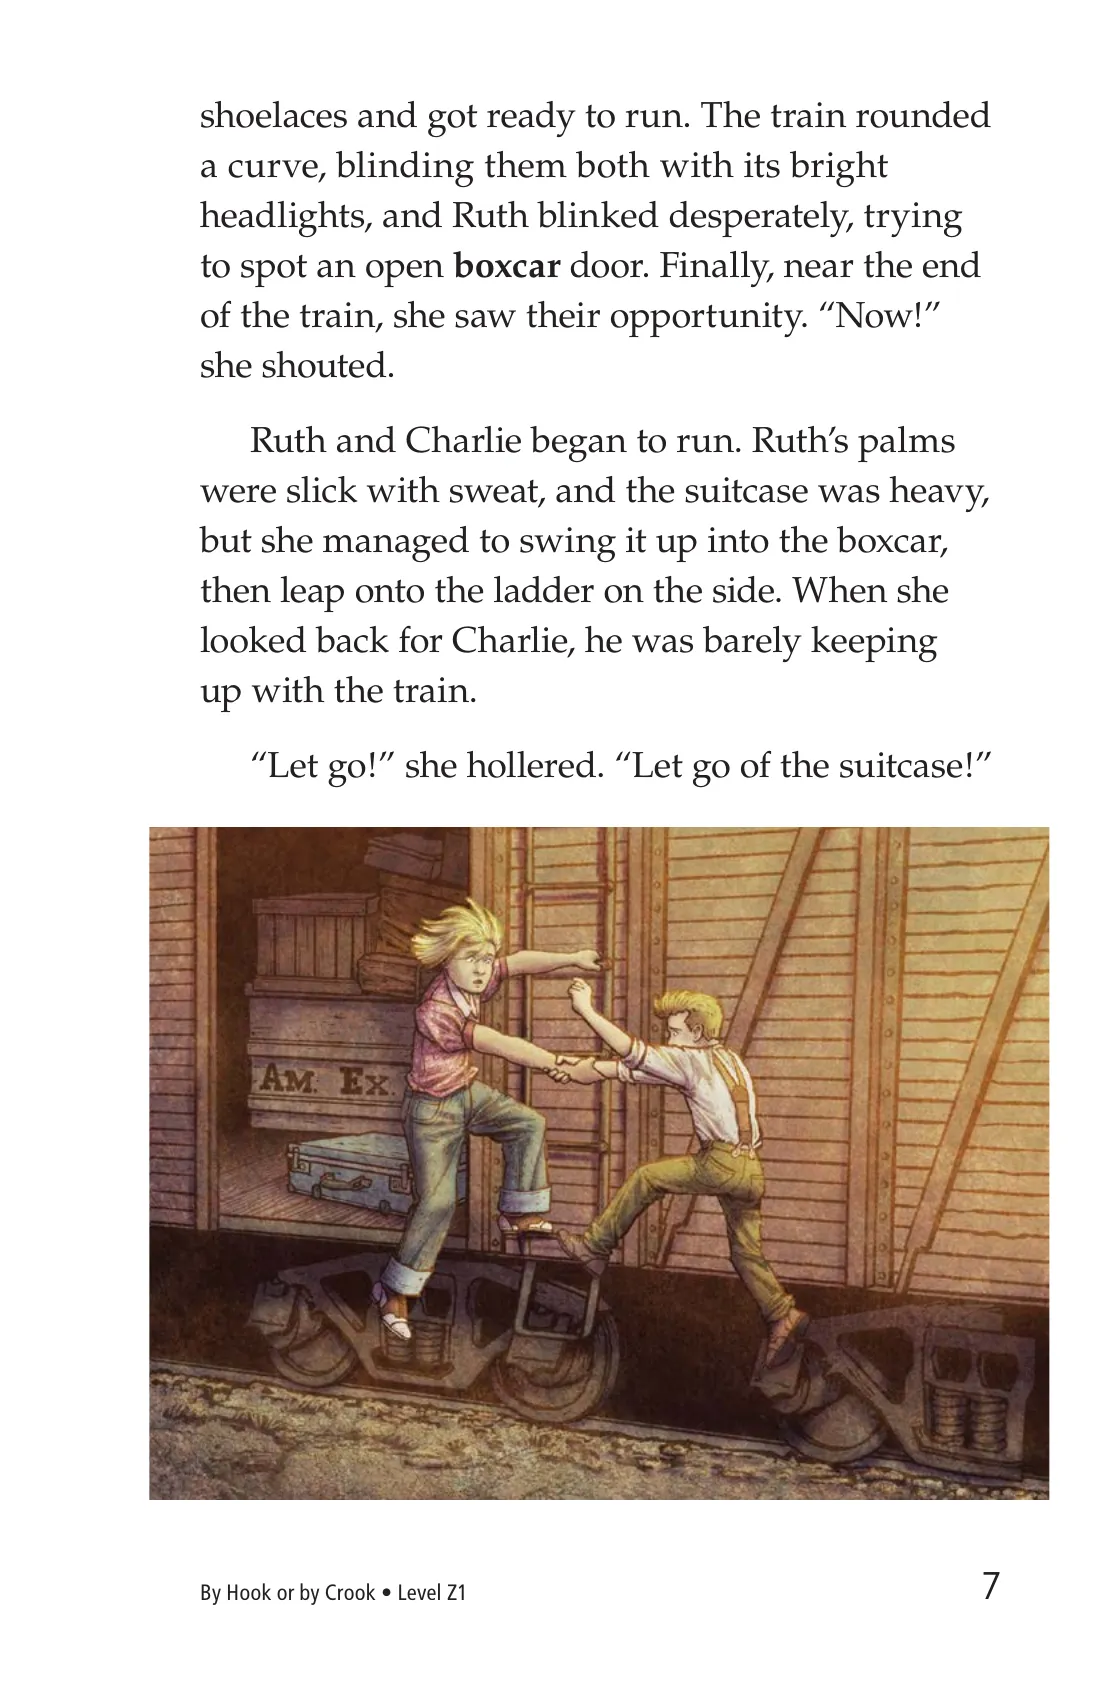 shoelaces and got ready to run. The train rounded
a curve, blinding them both with its bright
headlights, and Ruth blinked desperately, trying
to spot an open boxcar door. Finally, near the end
of the train, she saw their opportunity. “Now!”
she shouted.
Ruth and Charlie began to run. Ruth’s palms
were slick with sweat, and the suitcase was heavy,
but she managed to swing it up into the boxcar,
then leap onto the ladder on the side. When she
looked back for Charlie, he was barely keeping
up with the train.
“Let go!” she hollered. “Let go of the suitcase!”
AM. EX.
By Hook or by Crook • Level Z1
7